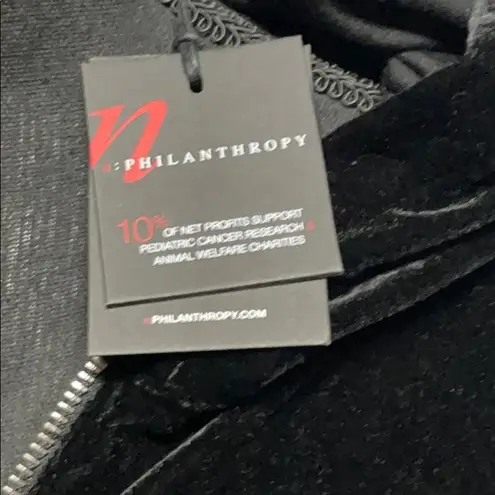 n
n:PHILANTHROPY
10% OF NET PROFITS SUPPORT
PEDIATRIC CANCER RESEARCH &
ANIMAL WELFARE CHARITIES
nPHILANTHROPY.COM